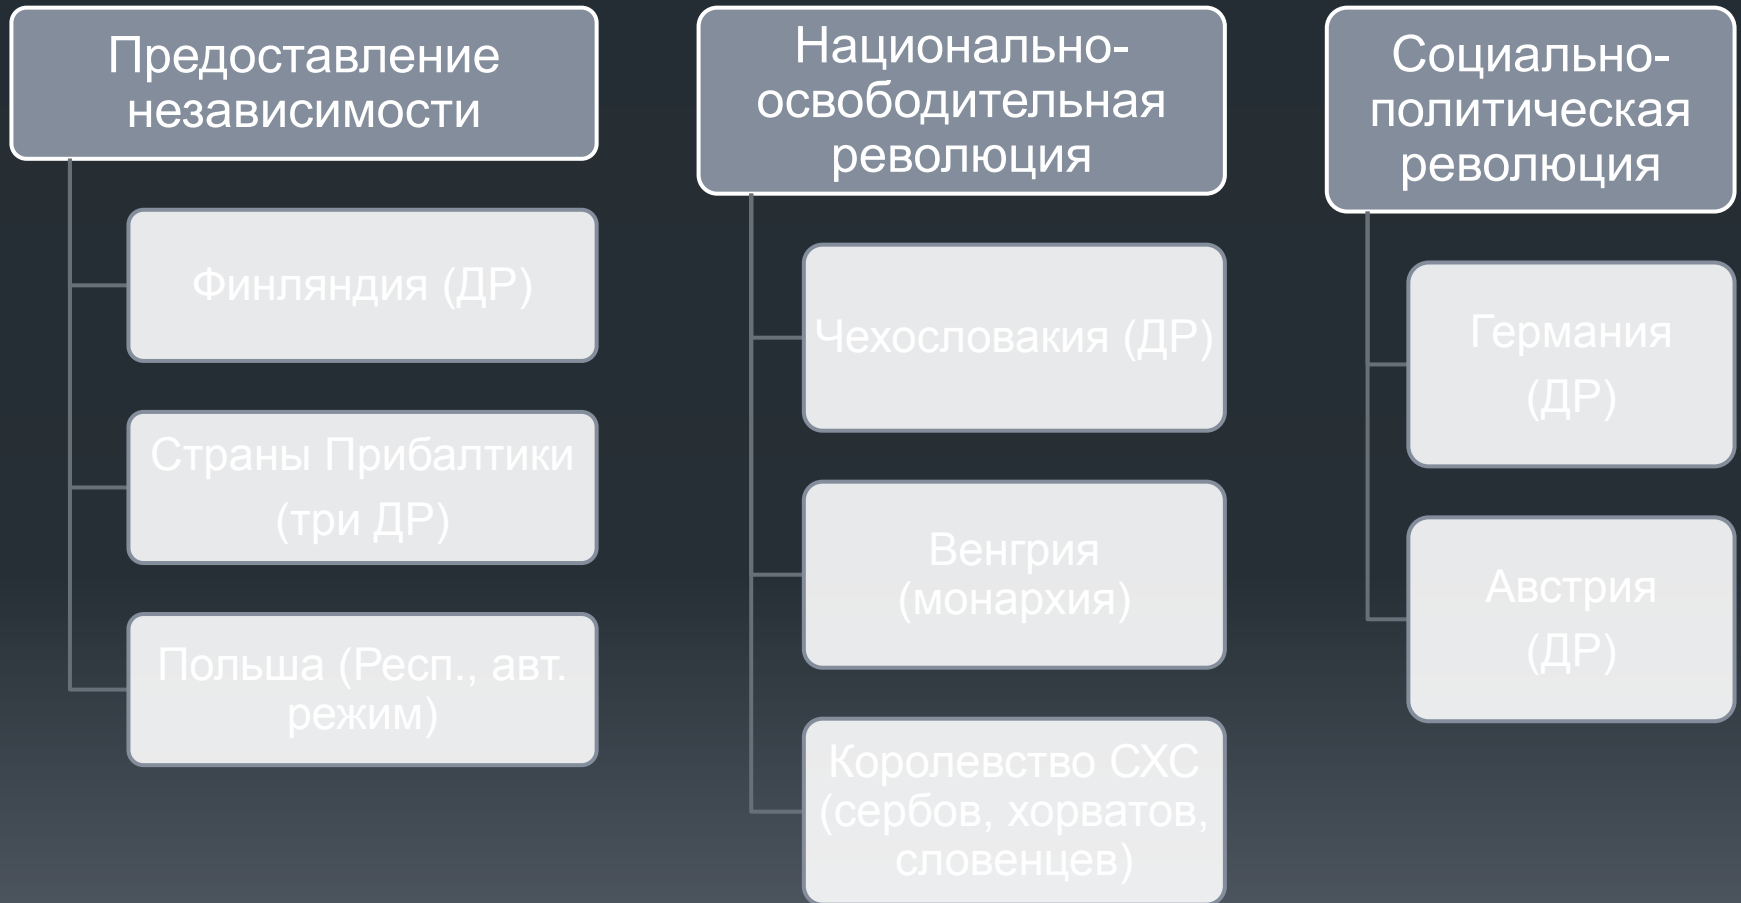 Предоставление
независимости
Финляндия (ДР)
Страны Прибалтики
(три ДР)
Польша (Респ., авт.
режим)
Национально-
освободительная
революция
Чехословакия (ДР)
Венгрия
(монархия)
Королевство СХС
(сербов, хорватов,
словенцев)
Социально-
политическая
революция
Германия
(ДР)
Австрия
(ДР)